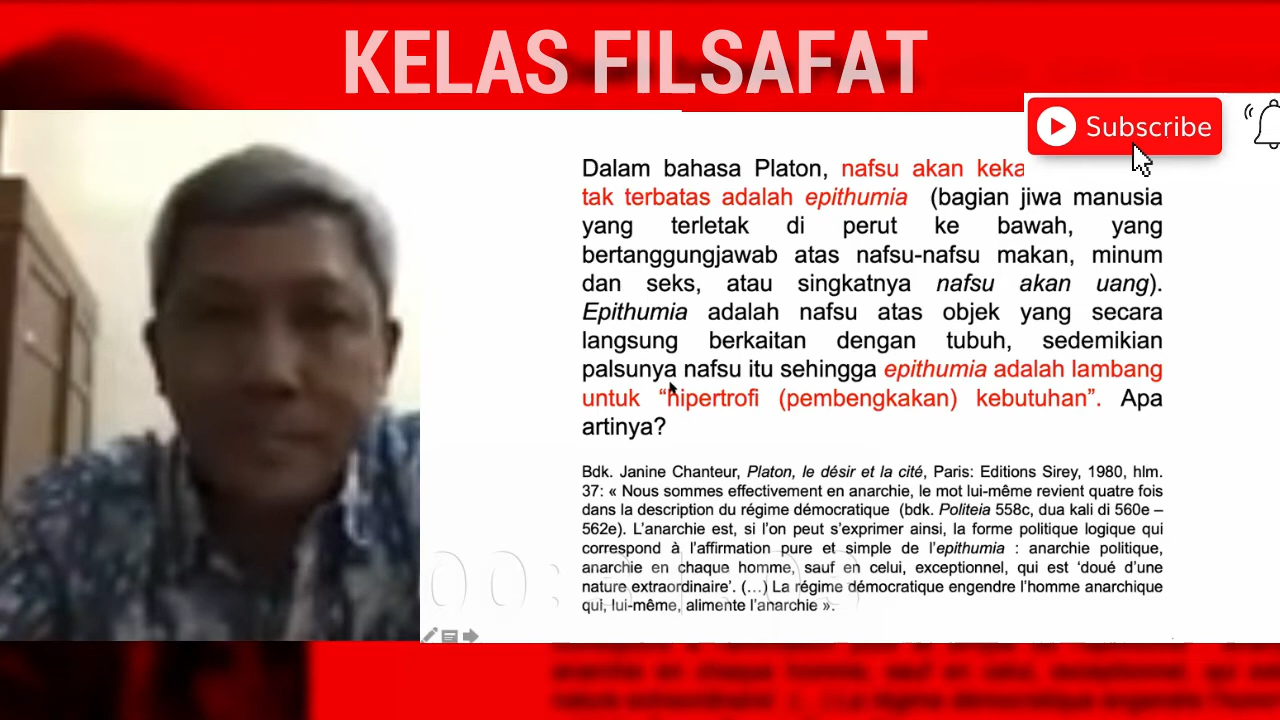 KELAS FILSAFAT
Subscribe
Dalam bahasa Platon, nafsu akan
tak terbatas adalah epithumia (bagian jiwa manusia
yang terletak di perut ke bawah, yang
bertanggungjawab atas nafsu-nafsu makan, minum
dan seks, atau singkatnya nafsu akan uang).
Epithumia adalah nafsu atas objek yang secara
langsung berkaitan dengan tubuh, sedemikian
palsunya nafsu itu sehingga epithumia adalah lambang
untuk “hipertrofi (pembengkakan) kebutuhan”. Apa
artinya?
Bdk. Janine Chanteur, Platon, le désir et la cité, Paris: Editions Sirey, 1980, hlm.
37: « Nous sommes effectivement en anarchie, le mot lui-même revient quatre fois
dans la description du régime démocratique (bdk. Politeia 558c, dua kali di 560e –
562e). L’anarchie est, si l’on peut s’exprimer ainsi, la forme politique logique qui
correspond à l’affirmation pure et simple de l’epithumia : anarchie politique,
anarchie en chaque homme, sauf en celui, exceptionnel, qui est ‘doué d’une
nature extraordinaire’. (…) La régime démocratique engendre l’homme anarchique
qui, lui-même, alimente l’anarchie ».